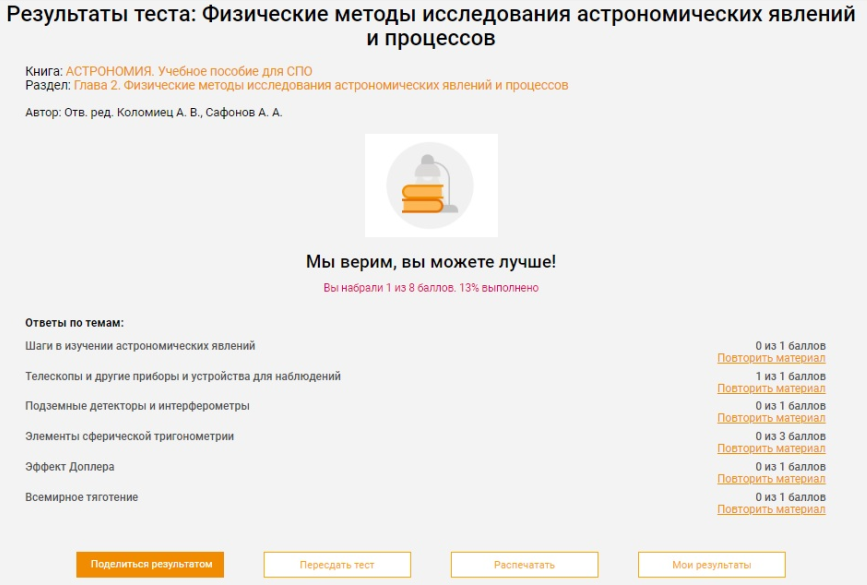 Результаты теста: Физические методы исследования астрономических явлений
и процессов
Книга: АСТРОНОМИЯ. Учебное пособие для СПО
Раздел: Глава 2. Физические методы исследования астрономических явлений и процессов
Автор: Отв. ред. Коломиец А. В., Сафонов А. А.
Мы верим, вы можете лучше!
Вы набрали 1 из 8 баллов. 13% выполнено
Ответы по темам:
Шаги в изучении астрономических явлений 0 из 1 баллов
Повторить материал
Телескопы и другие приборы и устройства для наблюдений 1 из 1 баллов
Повторить материал
Подземные детекторы и интерферометры 0 из 1 баллов
Повторить материал
Элементы сферической тригонометрии 0 из 3 баллов
Повторить материал
Эффект Доплера 0 из 1 баллов
Повторить материал
Всемирное тяготение 0 из 1 баллов
Повторить материал
Поделиться результатом Пересдать тест Распечатать Мои результаты